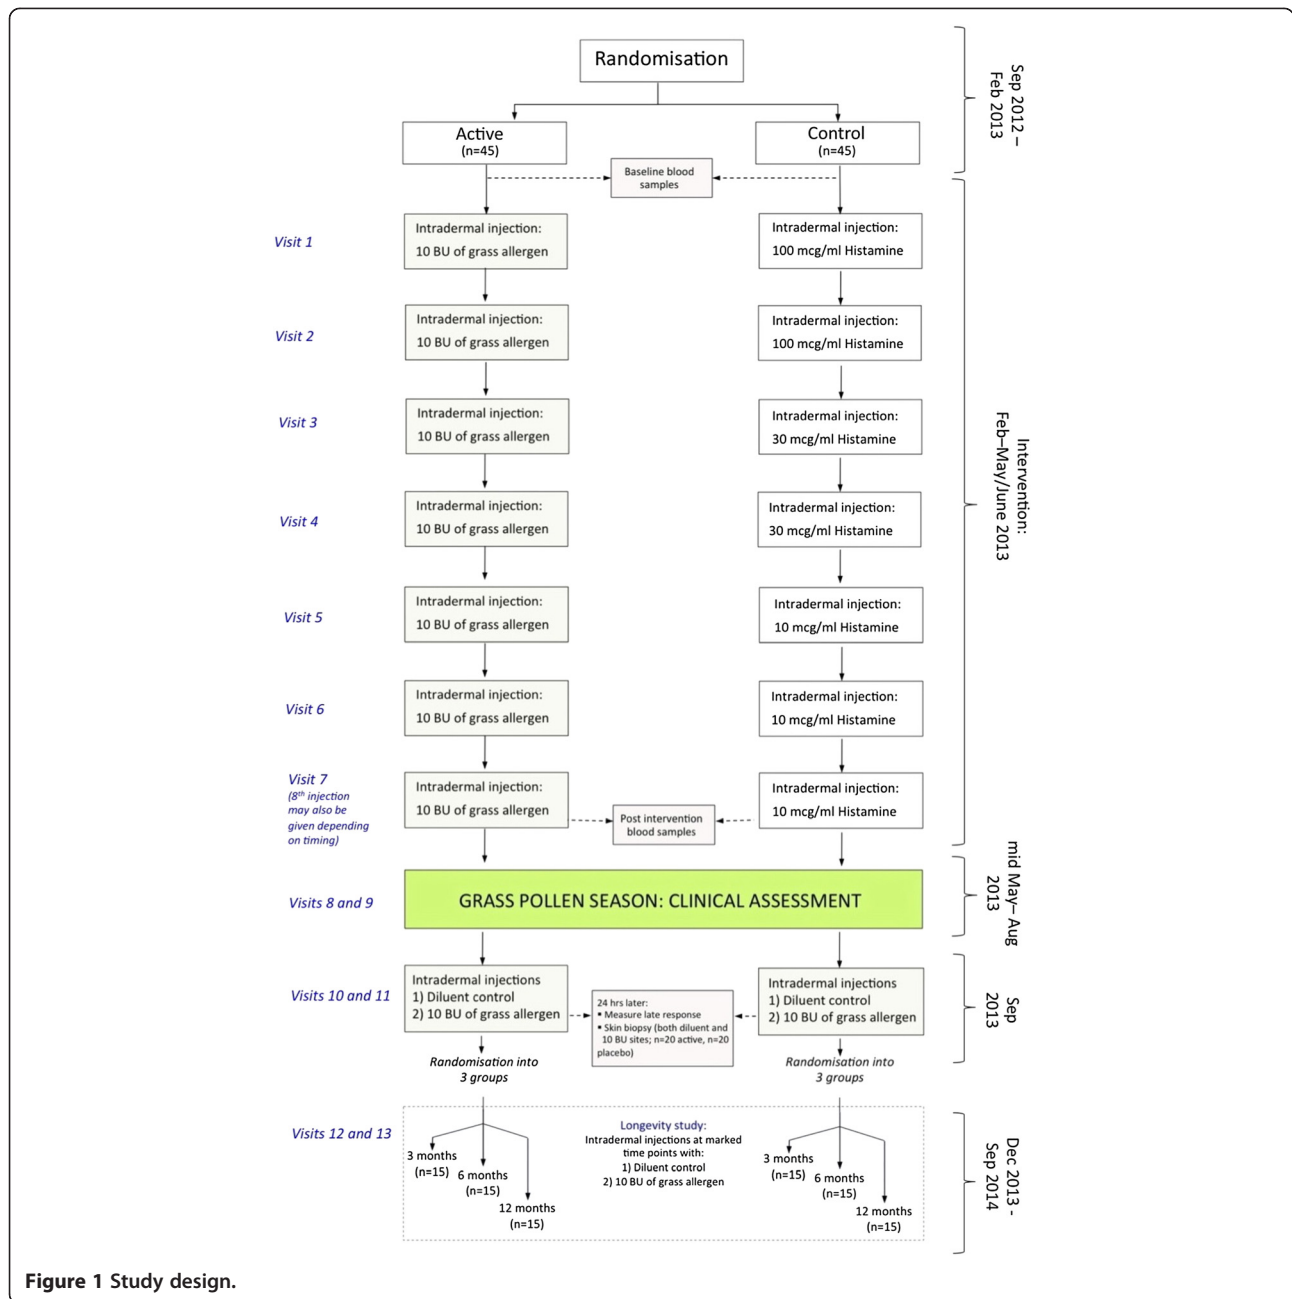 Randomisation
Sep 2012 –
Feb 2013
Active
(n=45)
Control
(n=45)
Baseline blood
samples
Visit 1
Intradermal injection:
10 BU of grass allergen
Intradermal injection:
100 mcg/ml Histamine
Visit 2
Intradermal injection:
10 BU of grass allergen
Intradermal injection:
100 mcg/ml Histamine
Visit 3
Intradermal injection:
10 BU of grass allergen
Intradermal injection:
30 mcg/ml Histamine
Intervention:
Feb–May/June 2013
Visit 4
Intradermal injection:
10 BU of grass allergen
Intradermal injection:
30 mcg/ml Histamine
Visit 5
Intradermal injection:
10 BU of grass allergen
Intradermal injection:
10 mcg/ml Histamine
Visit 6
Intradermal injection:
10 BU of grass allergen
Intradermal injection:
10 mcg/ml Histamine
Visit 7
(8th injection
may also be
given depending
on timing)
Intradermal injection:
10 BU of grass allergen
Post intervention
blood samples
Intradermal injection:
10 mcg/ml Histamine
Visits 8 and 9
GRASS POLLEN SEASON: CLINICAL ASSESSMENT
mid May– Aug
2013
Visits 10 and 11
Intradermal injections
1) Diluent control
2) 10 BU of grass allergen
24 hrs later:
▪ Measure late response
▪ Skin biopsy (both diluent and
10 BU sites; n=20 active, n=20
placebo)
Intradermal injections
1) Diluent control
2) 10 BU of grass allergen
Sep
2013
Randomisation into
3 groups
Randomisation into
3 groups
Visits 12 and 13
3 months
(n=15)
6 months
(n=15)
12 months
(n=15)
Longevity study:
Intradermal injections at marked
time points with:
1) Diluent control
2) 10 BU of grass allergen
3 months
(n=15)
6 months
(n=15)
12 months
(n=15)
Dec 2013 -
Sep 2014
Figure 1 Study design.